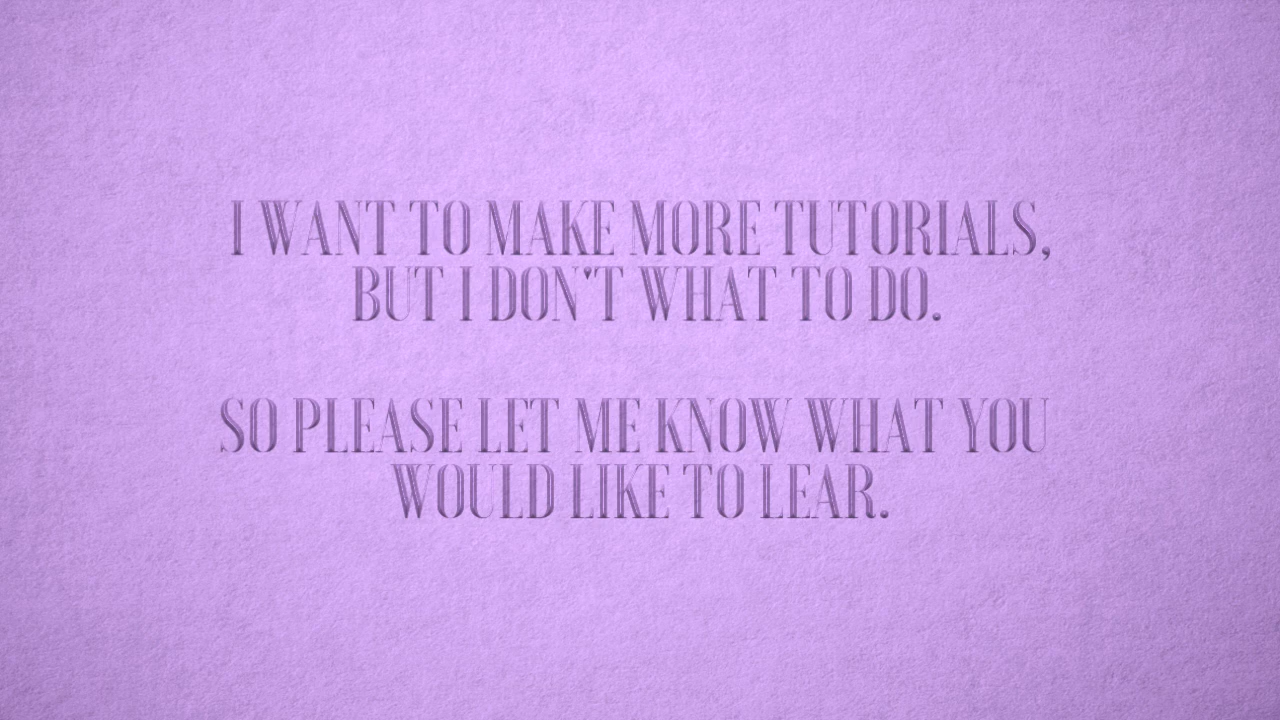 I WANT TO MAKE MORE TUTORIALS,
BUT I DON'T WHAT TO DO.
SO PLEASE LET ME KNOW WHAT YOU
WOULD LIKE TO LEAR.